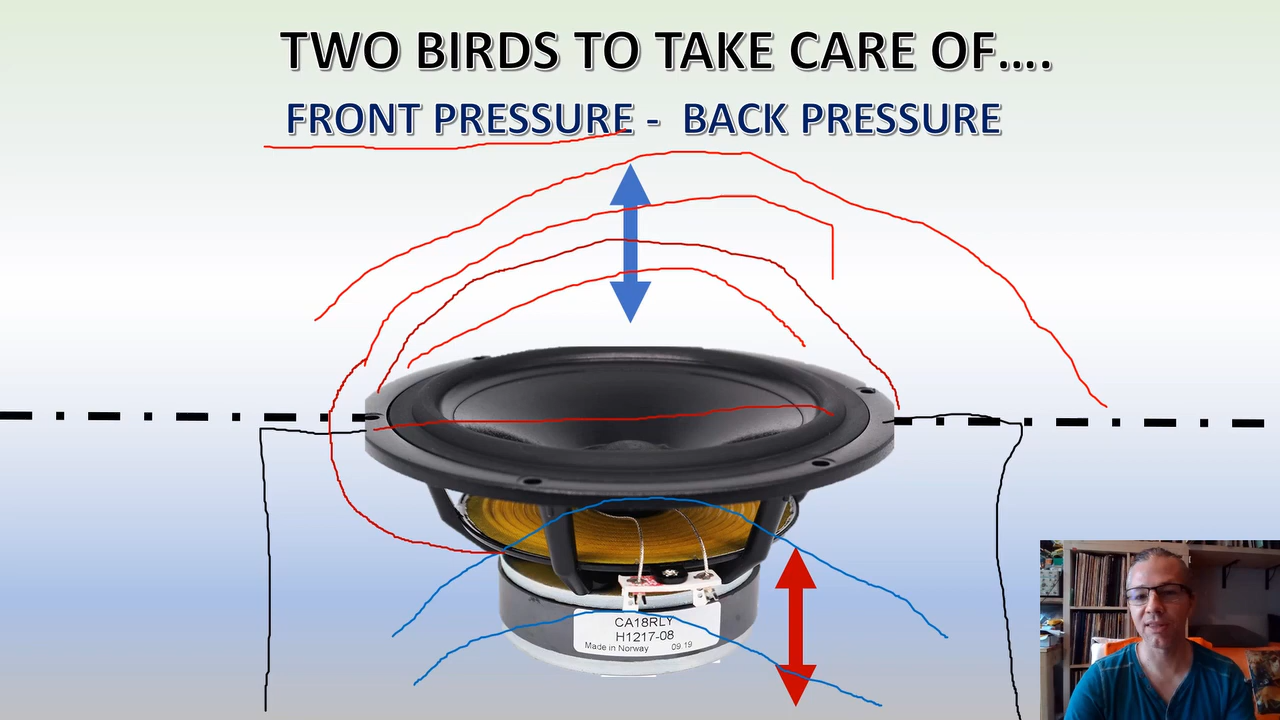 TWO BIRDS TO TAKE CARE OF....
FRONT PRESSURE - BACK PRESSURE
CA18RLY
H1217-08
Made in Norway 09.19